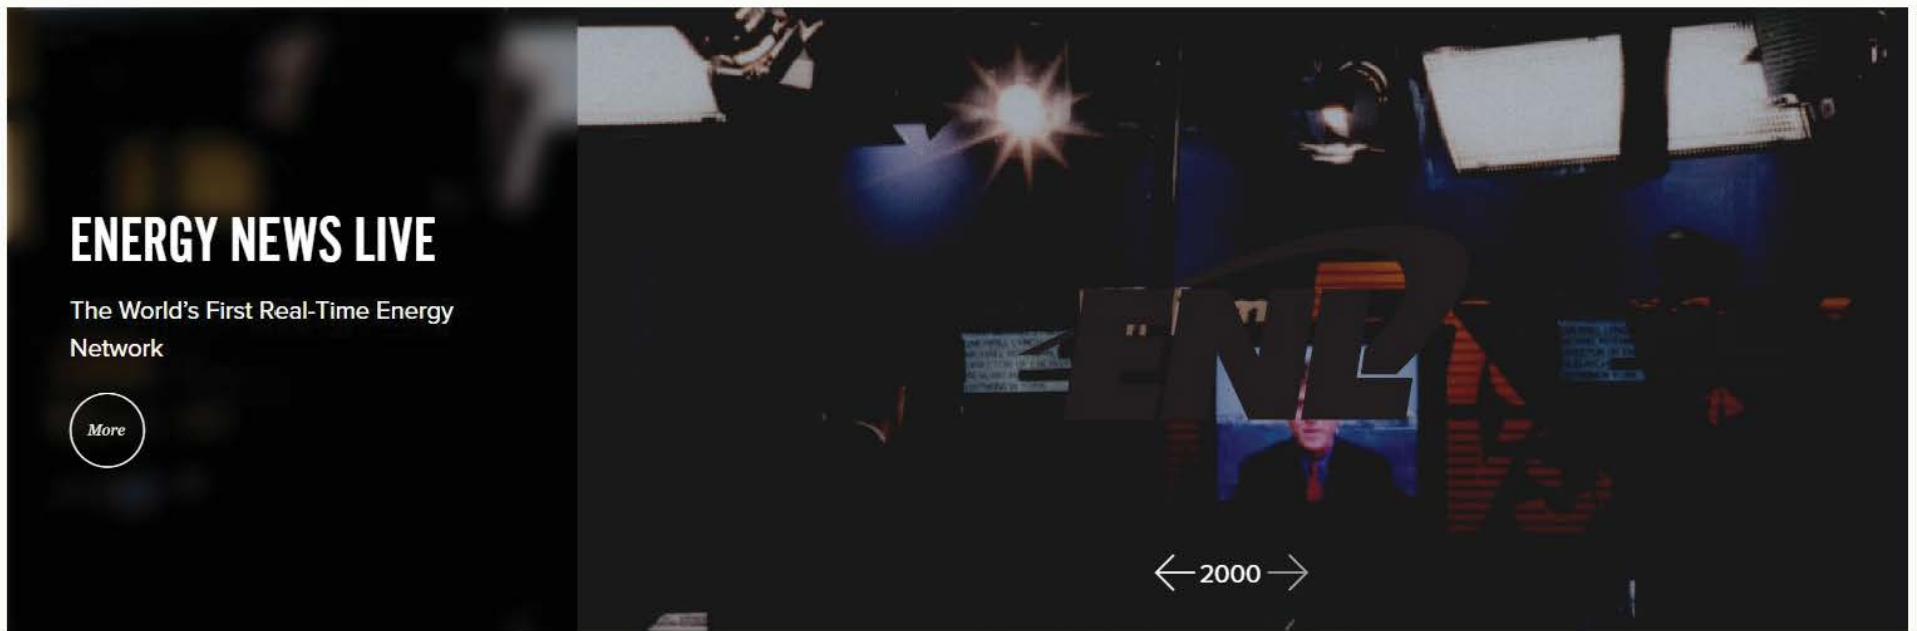 ENERGY NEWS LIVE
The World’s First Real-Time Energy
Network
More
ENL
2000